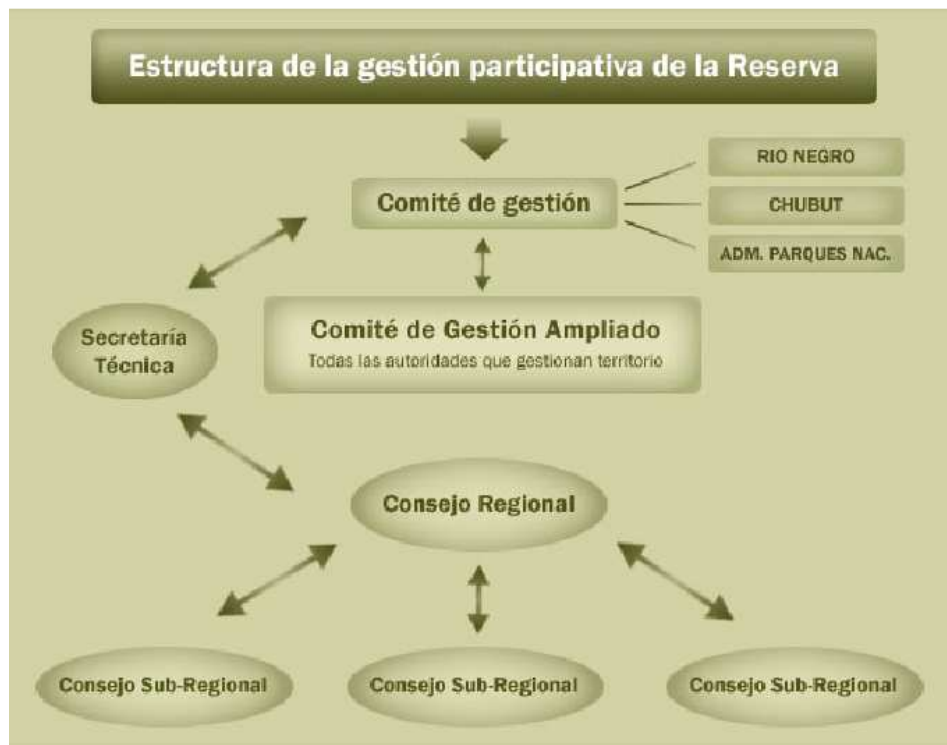 Estructura de la gestión participativa de la Reserva
Comité de gestión
RIO NEGRO
CHUBUT
ADM. PARQUES NAC.
Secretaría
Técnica
Comité de Gestión Ampliado
Todas las autoridades que gestionan territorio
Consejo Regional
Consejo Sub-Regional
Consejo Sub-Regional
Consejo Sub-Regional